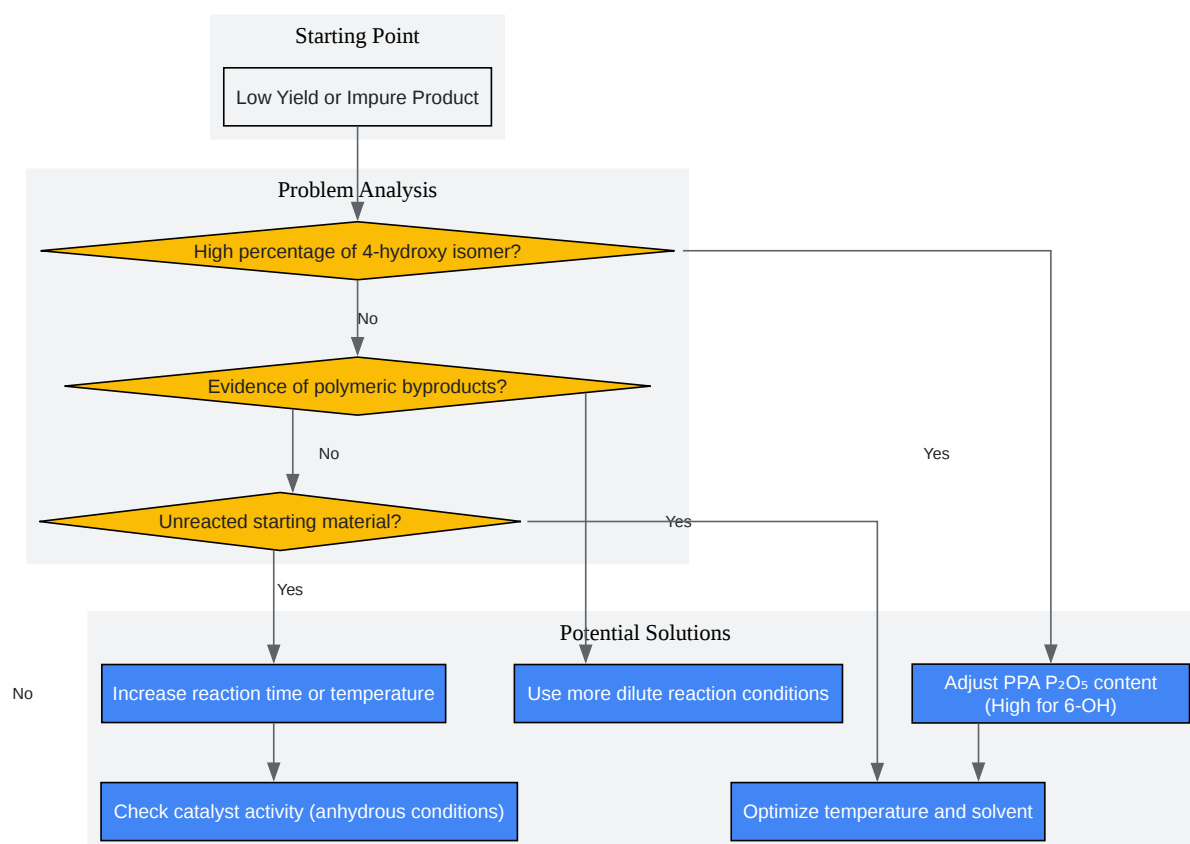 Starting Point
Low Yield or Impure Product
Problem Analysis
High percentage of 4-hydroxy isomer?
No
Evidence of polymeric byproducts?
No
Yes
Unreacted starting material?
Yes
Yes
Potential Solutions
No
Increase reaction time or temperature
Use more dilute reaction conditions
Adjust PPA P₂O₅ content
(High for 6-OH)
Check catalyst activity (anhydrous conditions)
Optimize temperature and solvent